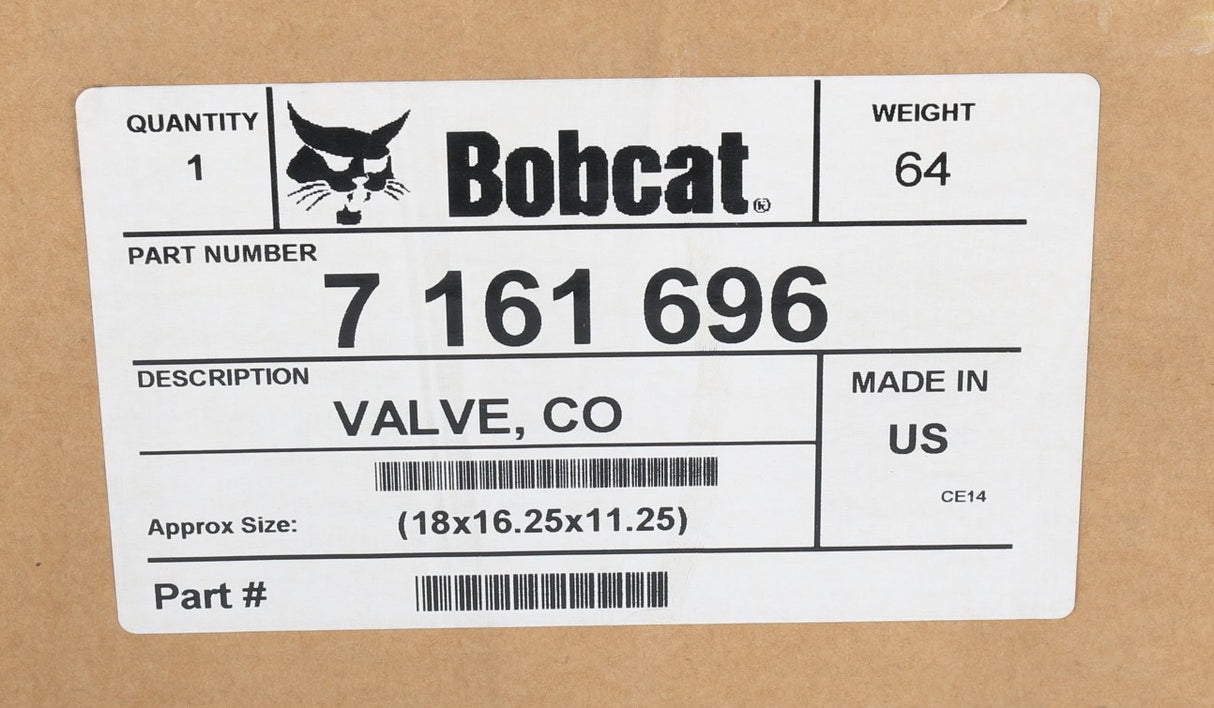 QUANTITY
1
Bobcat®
WEIGHT
64
PART NUMBER
7 161 696
DESCRIPTION
VALVE, CO
MADE IN
US
CE14
Approx Size: (18x16.25x11.25)
Part #